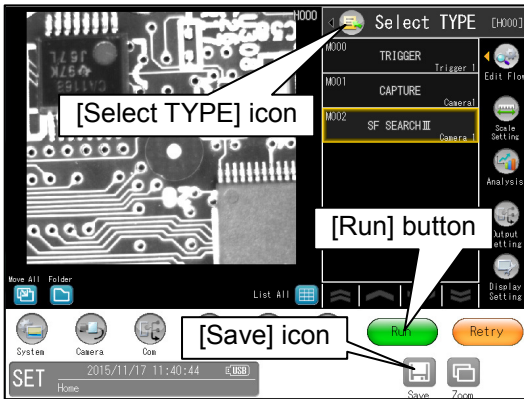 H000
Select TYPE [H000]
M000
TRIGGER
Trigger 1
M001
CAPTURE
Camera1
M002
SF SEARCHⅢ
Camera 1
Edit Flow
Scale
Setting
Analysis
Output
Setting
Display
Setting
[Select TYPE] icon
[Run] button
Move All Folder
List All
[Save] icon
Run
Retry
System Camera Com
SET 2015/11/17 11:40:44 USB
Home
Save Zoom